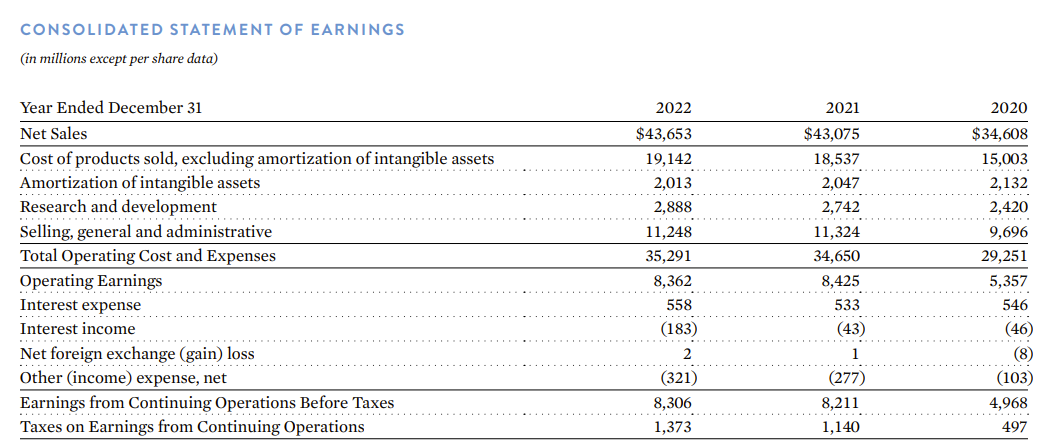 CONSOLIDATED STATEMENT OF EARNINGS
(in millions except per share data)
Year Ended December 31 2022 2021 2020
Net Sales $43,653 $43,075 $34,608
Cost of products sold, excluding amortization of intangible assets 19,142 18,537 15,003
Amortization of intangible assets 2,013 2,047 2,132
Research and development 2,888 2,742 2,420
Selling, general and administrative 11,248 11,324 9,696
Total Operating Cost and Expenses 35,291 34,650 29,251
Operating Earnings 8,362 8,425 5,357
Interest expense 558 533 546
Interest income (183) (43) (46)
Net foreign exchange (gain) loss 2 1 (8)
Other (income) expense, net (321) (277) (103)
Earnings from Continuing Operations Before Taxes 8,306 8,211 4,968
Taxes on Earnings from Continuing Operations 1,373 1,140 497